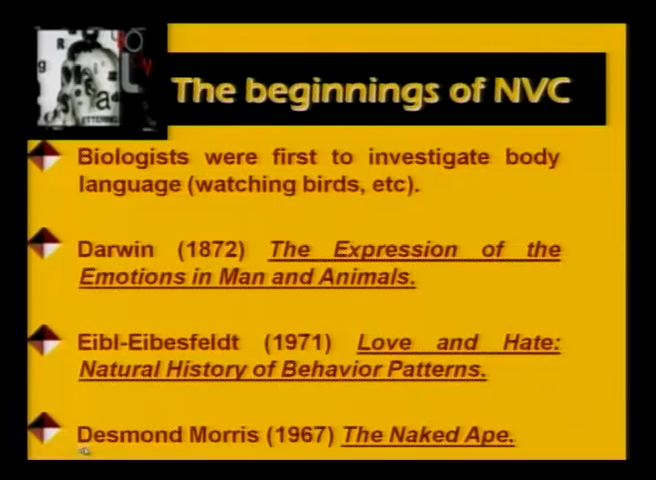 The beginnings of NVC
Biologists were first to investigate body
language (watching birds, etc).
Darwin (1872) The Expression of the
Emotions in Man and Animals.
Eibl-Eibesfeldt (1971) Love and Hate:
Natural History of Behavior Patterns.
Desmond Morris (1967) The Naked Ape.